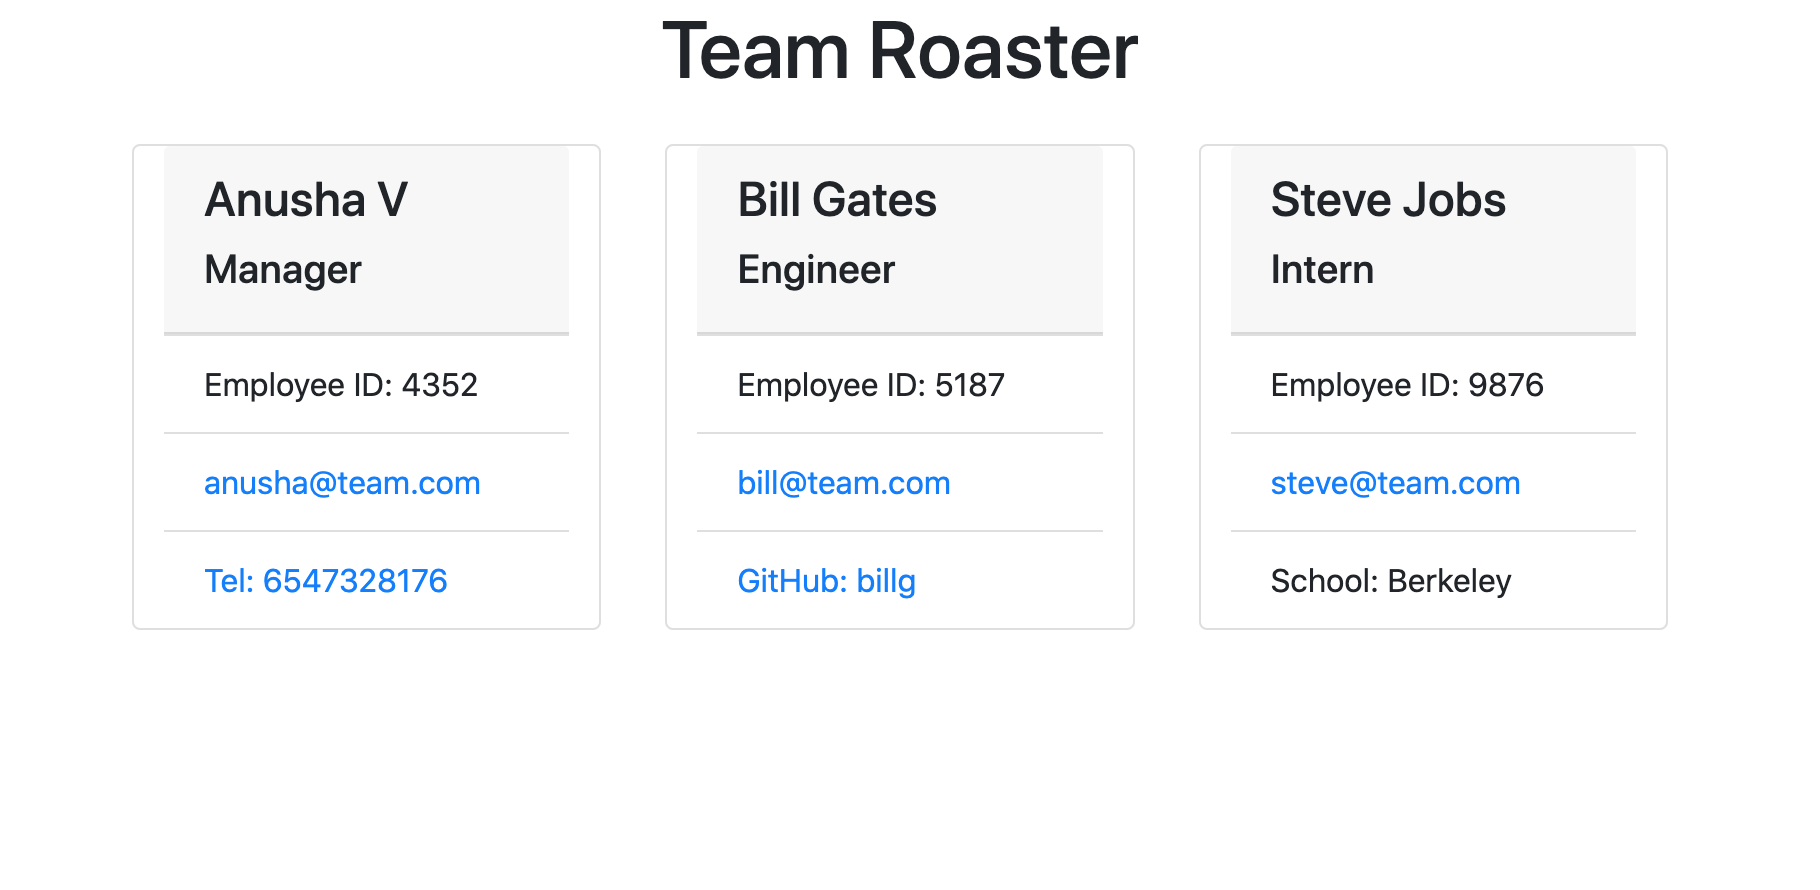 Team Roaster
Anusha V
Manager
Employee ID: 4352
anusha@team.com
Tel: 6547328176
Bill Gates
Engineer
Employee ID: 5187
bill@team.com
GitHub: billg
Steve Jobs
Intern
Employee ID: 9876
steve@team.com
School: Berkeley